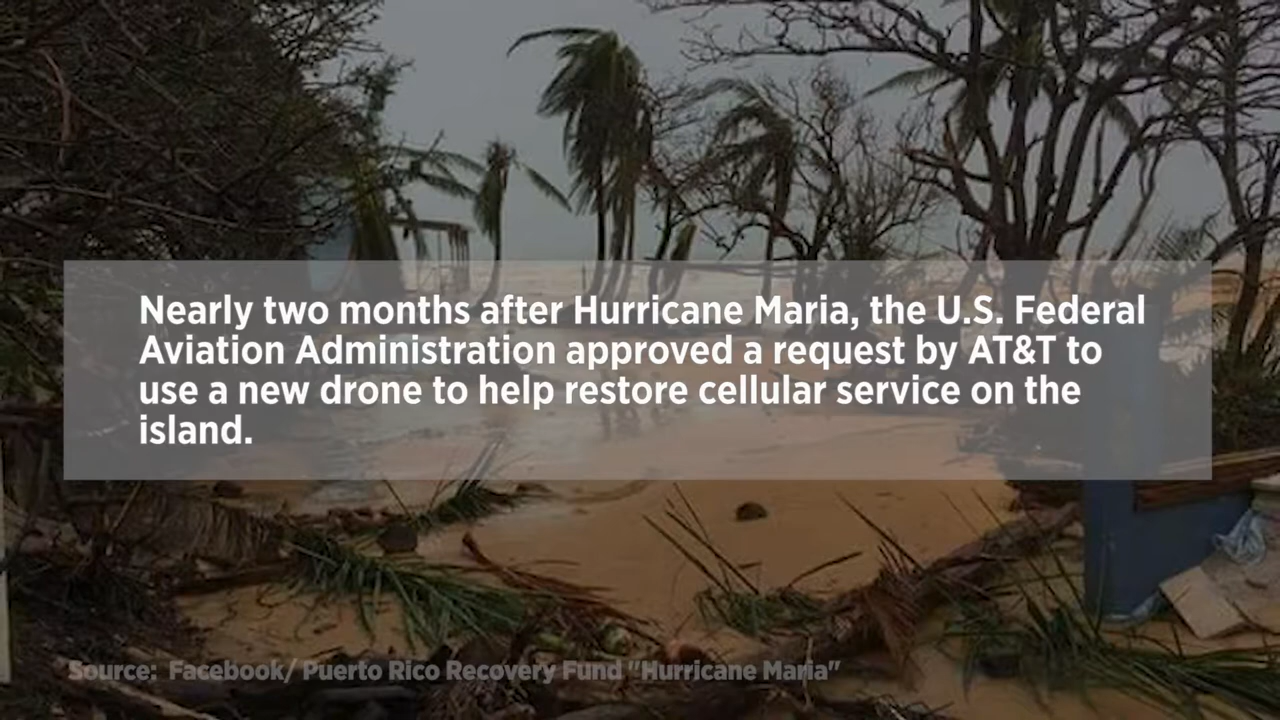 Nearly two months after Hurricane Maria, the U.S. Federal
Aviation Administration approved a request by AT&T to
use a new drone to help restore cellular service on the
island.
Source: Facebook/ Puerto Rico Recovery Fund "Hurricane Maria"